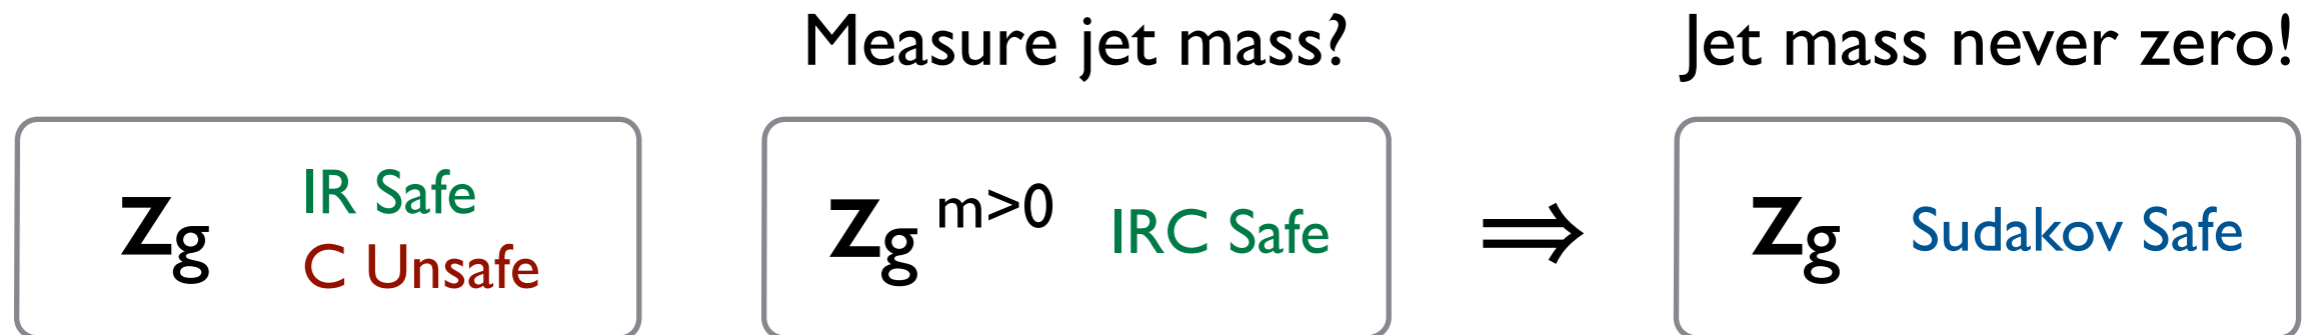 Measure jet mass?
Jet mass never zero!
zg IR Safe
C Unsafe
zg m>0 IRC Safe
⇒
zg Sudakov Safe